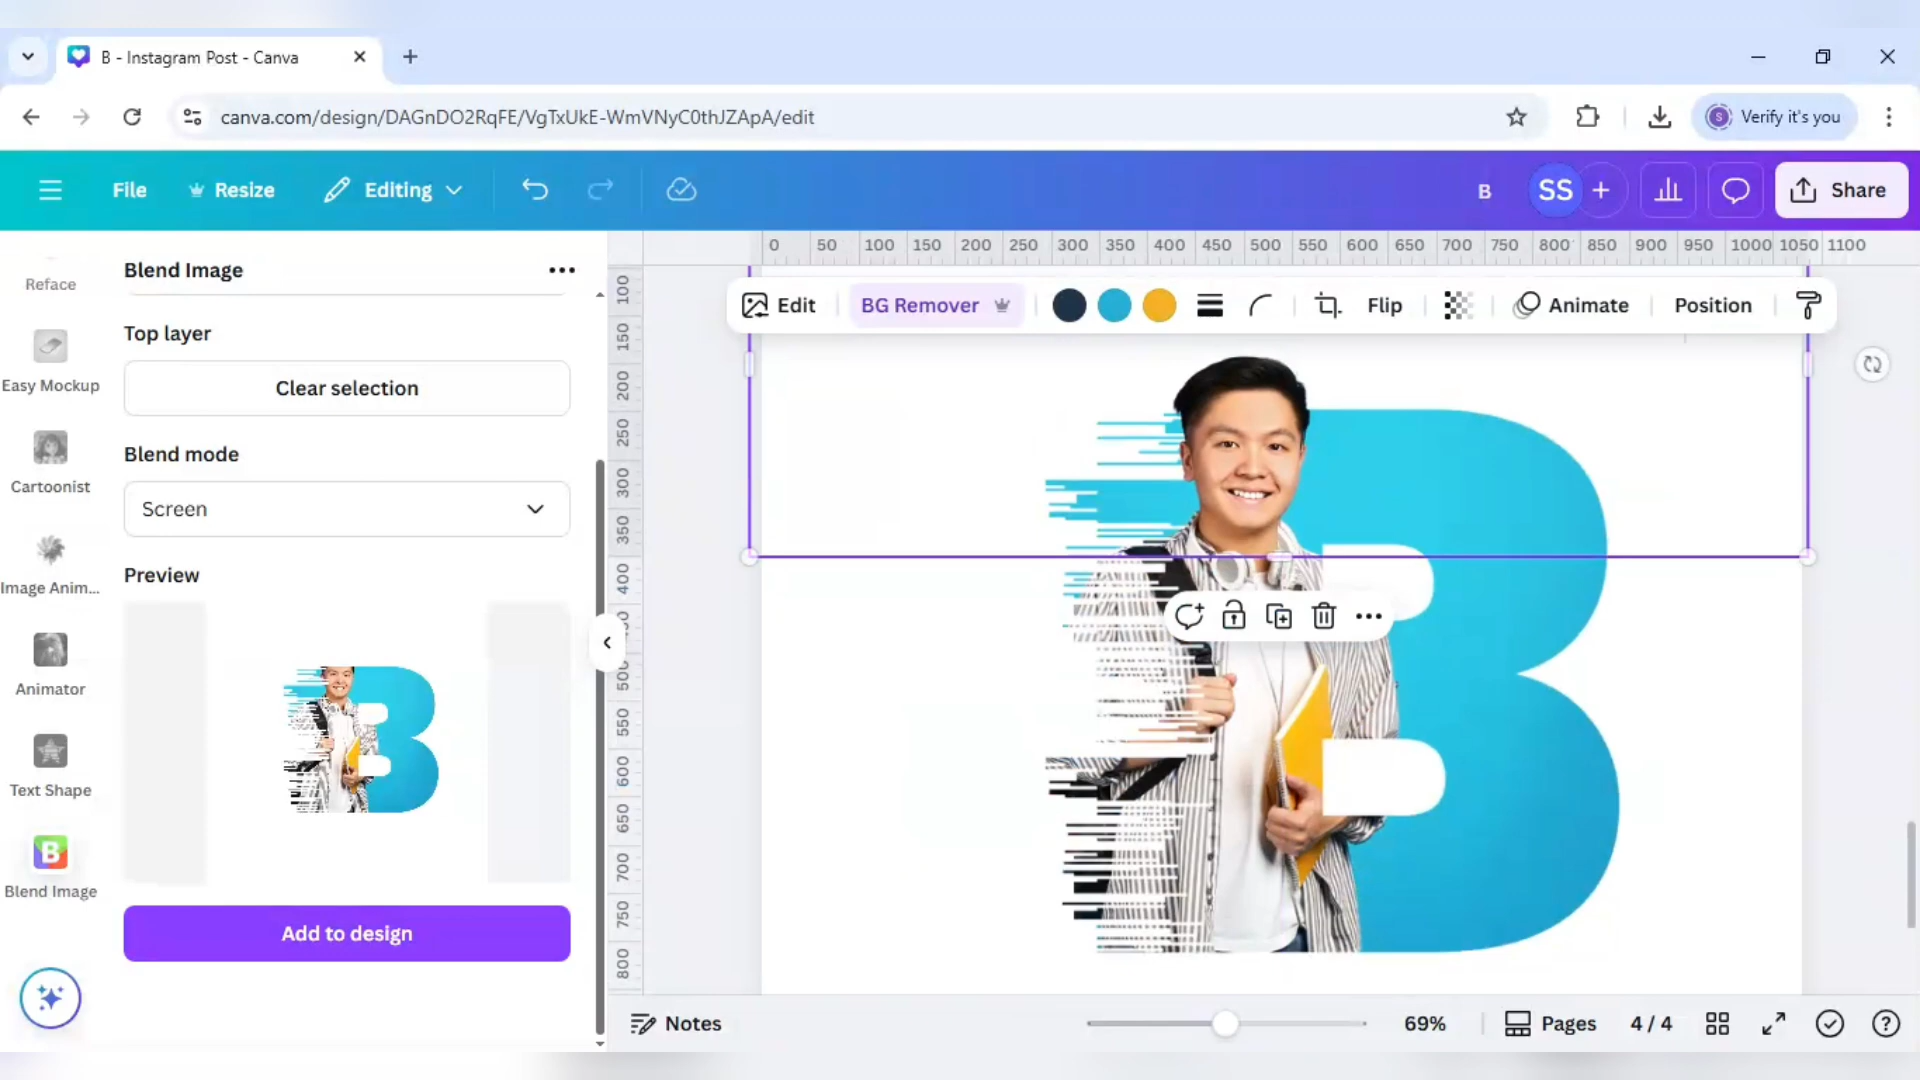 B - Instagram Post - Canva
canva.com/design/DAGnDO2RqFE/VgTxUkE-WmVNyC0thJZApA/edit
S Verify it's you
File Resize Editing B SS Share
0 50 100 150 200 250 300 350 400 450 500 550 600 650 700 750 800 850 900 950 1000 1050 1100
Reface
Easy Mockup
Cartoonist
Image Anim...
Animator
Text Shape
B
Blend Image
Blend Image
Top layer
Clear selection
Blend mode
Screen
Preview
B
Add to design
100
150
200
250
300
350
400
500
550
600
650
700
750
800
Edit BG Remover Flip Animate Position
B
Notes 69% Pages 4 / 4